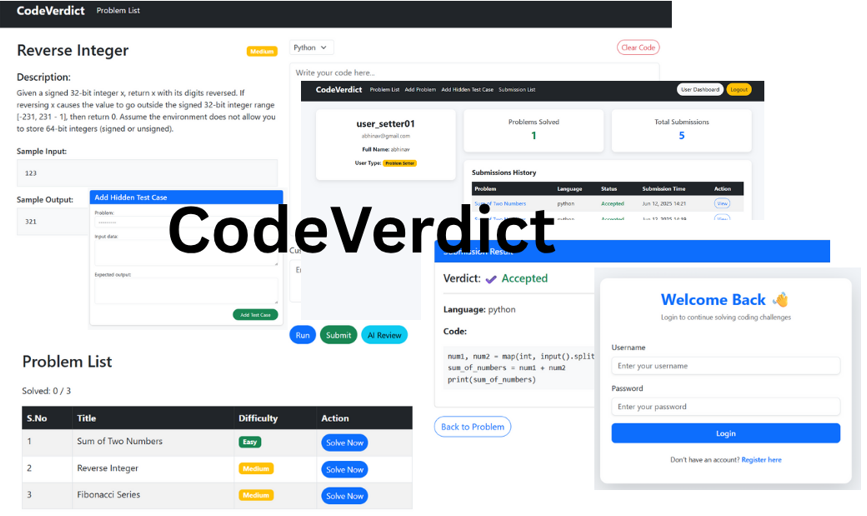 CodeVerdict Problem List
Reverse Integer Medium
Description:
Given a signed 32-bit integer x, return x with its digits reversed. If
reversing x causes the value to go outside the signed 32-bit integer range
[-231, 231 - 1], then return 0. Assume the environment does not allow you
to store 64-bit integers (signed or unsigned).
Sample Input:
123
Sample Output:
321
Python Clear Code
Write your code here...
Run Submit AI Review
CodeVerdict Problem List Add Problem Add Hidden Test Case Submission List User Dashboard Logout
user_setter01
abhinav@gmail.com
Full Name: abhinav
User Type: Problem Setter
Problems Solved
1
Total Submissions
5
Submissions History
Problem Language Status Submission Time Action
Sum of Two Numbers python Accepted Jun 12, 2025 14:21 View
Add Hidden Test Case
Problem:
Input data:
Expected output:
Add Test Case
CodeVerdict
Submission Result
Verdict: ✔ Accepted
Language: python
Code:
num1, num2 = map(int, input().split
sum_of_numbers = num1 + num2
print(sum_of_numbers)
Back to Problem
Welcome Back 👋
Login to continue solving coding challenges
Username
Enter your username
Password
Enter your password
Login
Don't have an account? Register here
Problem List
Solved: 0 / 3
S.No Title Difficulty Action
1 Sum of Two Numbers Easy Solve Now
2 Reverse Integer Medium Solve Now
3 Fibonacci Series Medium Solve Now